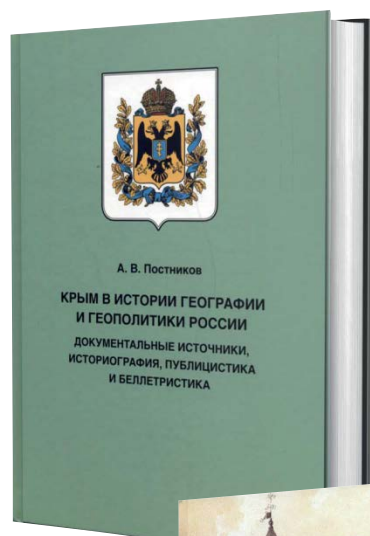 А. В. Постников
КРЫМ В ИСТОРИИ ГЕОГРАФИИ
И ГЕОПОЛИТИКИ РОССИИ
ДОКУМЕНТАЛЬНЫЕ ИСТОЧНИКИ,
ИСТОРИОГРАФИЯ, ПУБЛИЦИСТИКА
И БЕЛЛЕТРИСТИКА